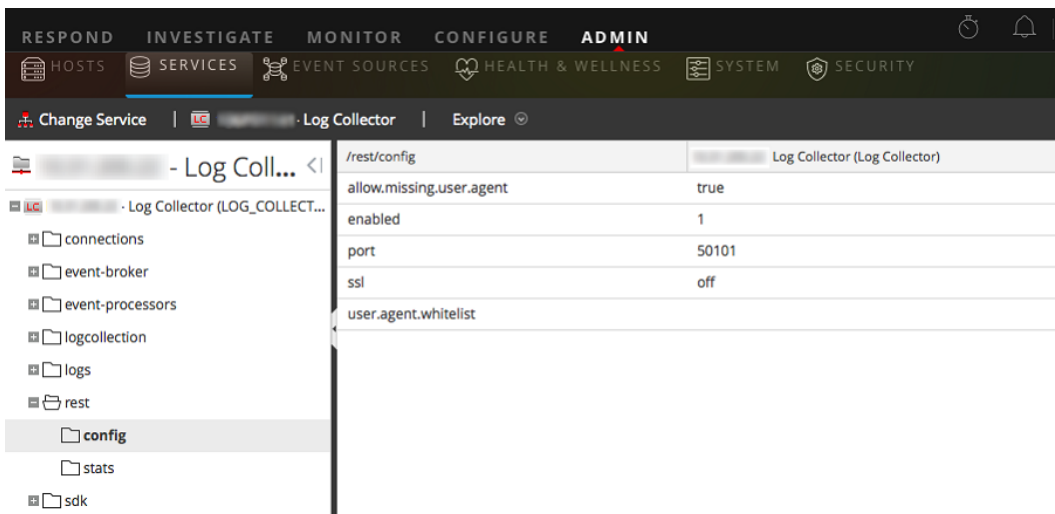 RESPOND INVESTIGATE MONITOR CONFIGURE ADMIN
HOSTS SERVICES EVENT SOURCES HEALTH & WELLNESS SYSTEM SECURITY
Change Service | LC · Log Collector | Explore
- Log Coll...
/rest/config Log Collector (Log Collector)
LC · Log Collector (LOG_COLLECT...
allow.missing.user.agent true
connections
enabled 1
event-broker
port 50101
event-processors
ssl off
logcollection
user.agent.whitelist
logs
rest
config
stats
sdk